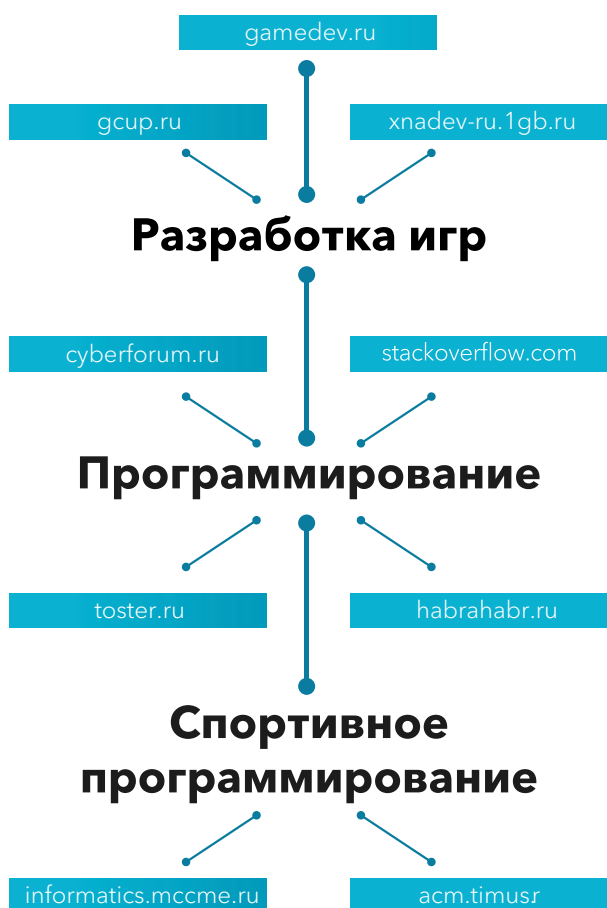 gamedev.ru
gcup.ru
xnadev-ru.1gb.ru
Разработка игр
cyberforum.ru
stackoverflow.com
Программирование
toster.ru
habrahabr.ru
Спортивное
программирование
informatics.mccme.ru
acm.timus.r